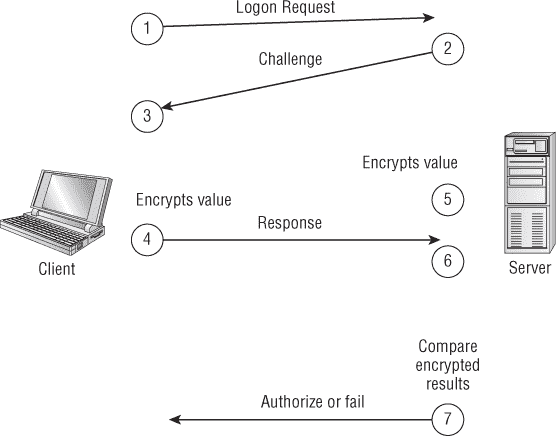 Logon Request
1
2
Challenge
3
Encrypts value
5
Encrypts value
4
Response
6
Client
Server
Compare
encrypted
results
Authorize or fail
7